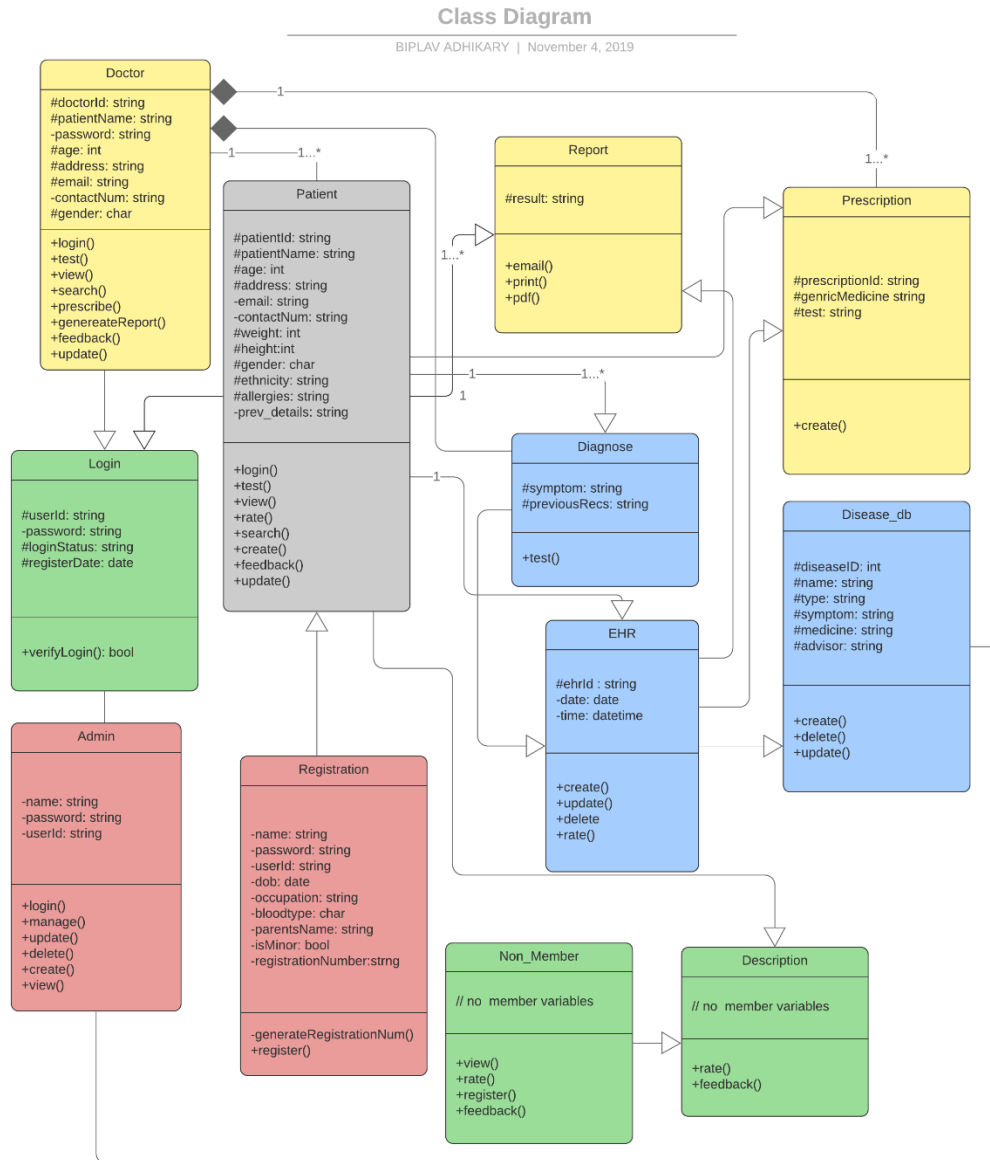 Class Diagram
BIPLAV ADHIKARY | November 4, 2019
Doctor
#doctorId: string
#patientName: string
-password: string
#age: int
#address: string
#email: string
-contactNum: string
#gender: char
+login()
+test()
+view()
+search()
+prescribe()
+genereateReport()
+feedback()
+update()
1
1...*
1
1...*
Patient
#patientId: string
#patientName: string
#age: int
#address: string
-email: string
-contactNum: string
#weight: int
#height:int
#gender: char
#ethnicity: string
#allergies: string
-prev_details: string
+login()
+test()
+view()
+rate()
+search()
+create()
+feedback()
+update()
Report
#result: string
+email()
+print()
+pdf()
1...*
1
Prescription
#prescriptionId: string
#genricMedicine string
#test: string
+create()
1
1...*
Diagnose
#symptom: string
#previousRecs: string
+test()
1
Login
#userId: string
-password: string
#loginStatus: string
#registerDate: date
+verifyLogin(): bool
Disease_db
#diseaseID: int
#name: string
#type: string
#symptom: string
#medicine: string
#advisor: string
+create()
+delete()
+update()
EHR
#ehrId : string
-date: date
-time: datetime
+create()
+update()
+delete
+rate()
Admin
-name: string
-password: string
-userId: string
+login()
+manage()
+update()
+delete()
+create()
+view()
Registration
-name: string
-password: string
-userId: string
-dob: date
-occupation: string
-bloodtype: char
-parentsName: string
-isMinor: bool
-registrationNumber:strng
-generateRegistrationNum()
+register()
Non_Member
// no member variables
+view()
+rate()
+register()
+feedback()
Description
// no member variables
+rate()
+feedback()